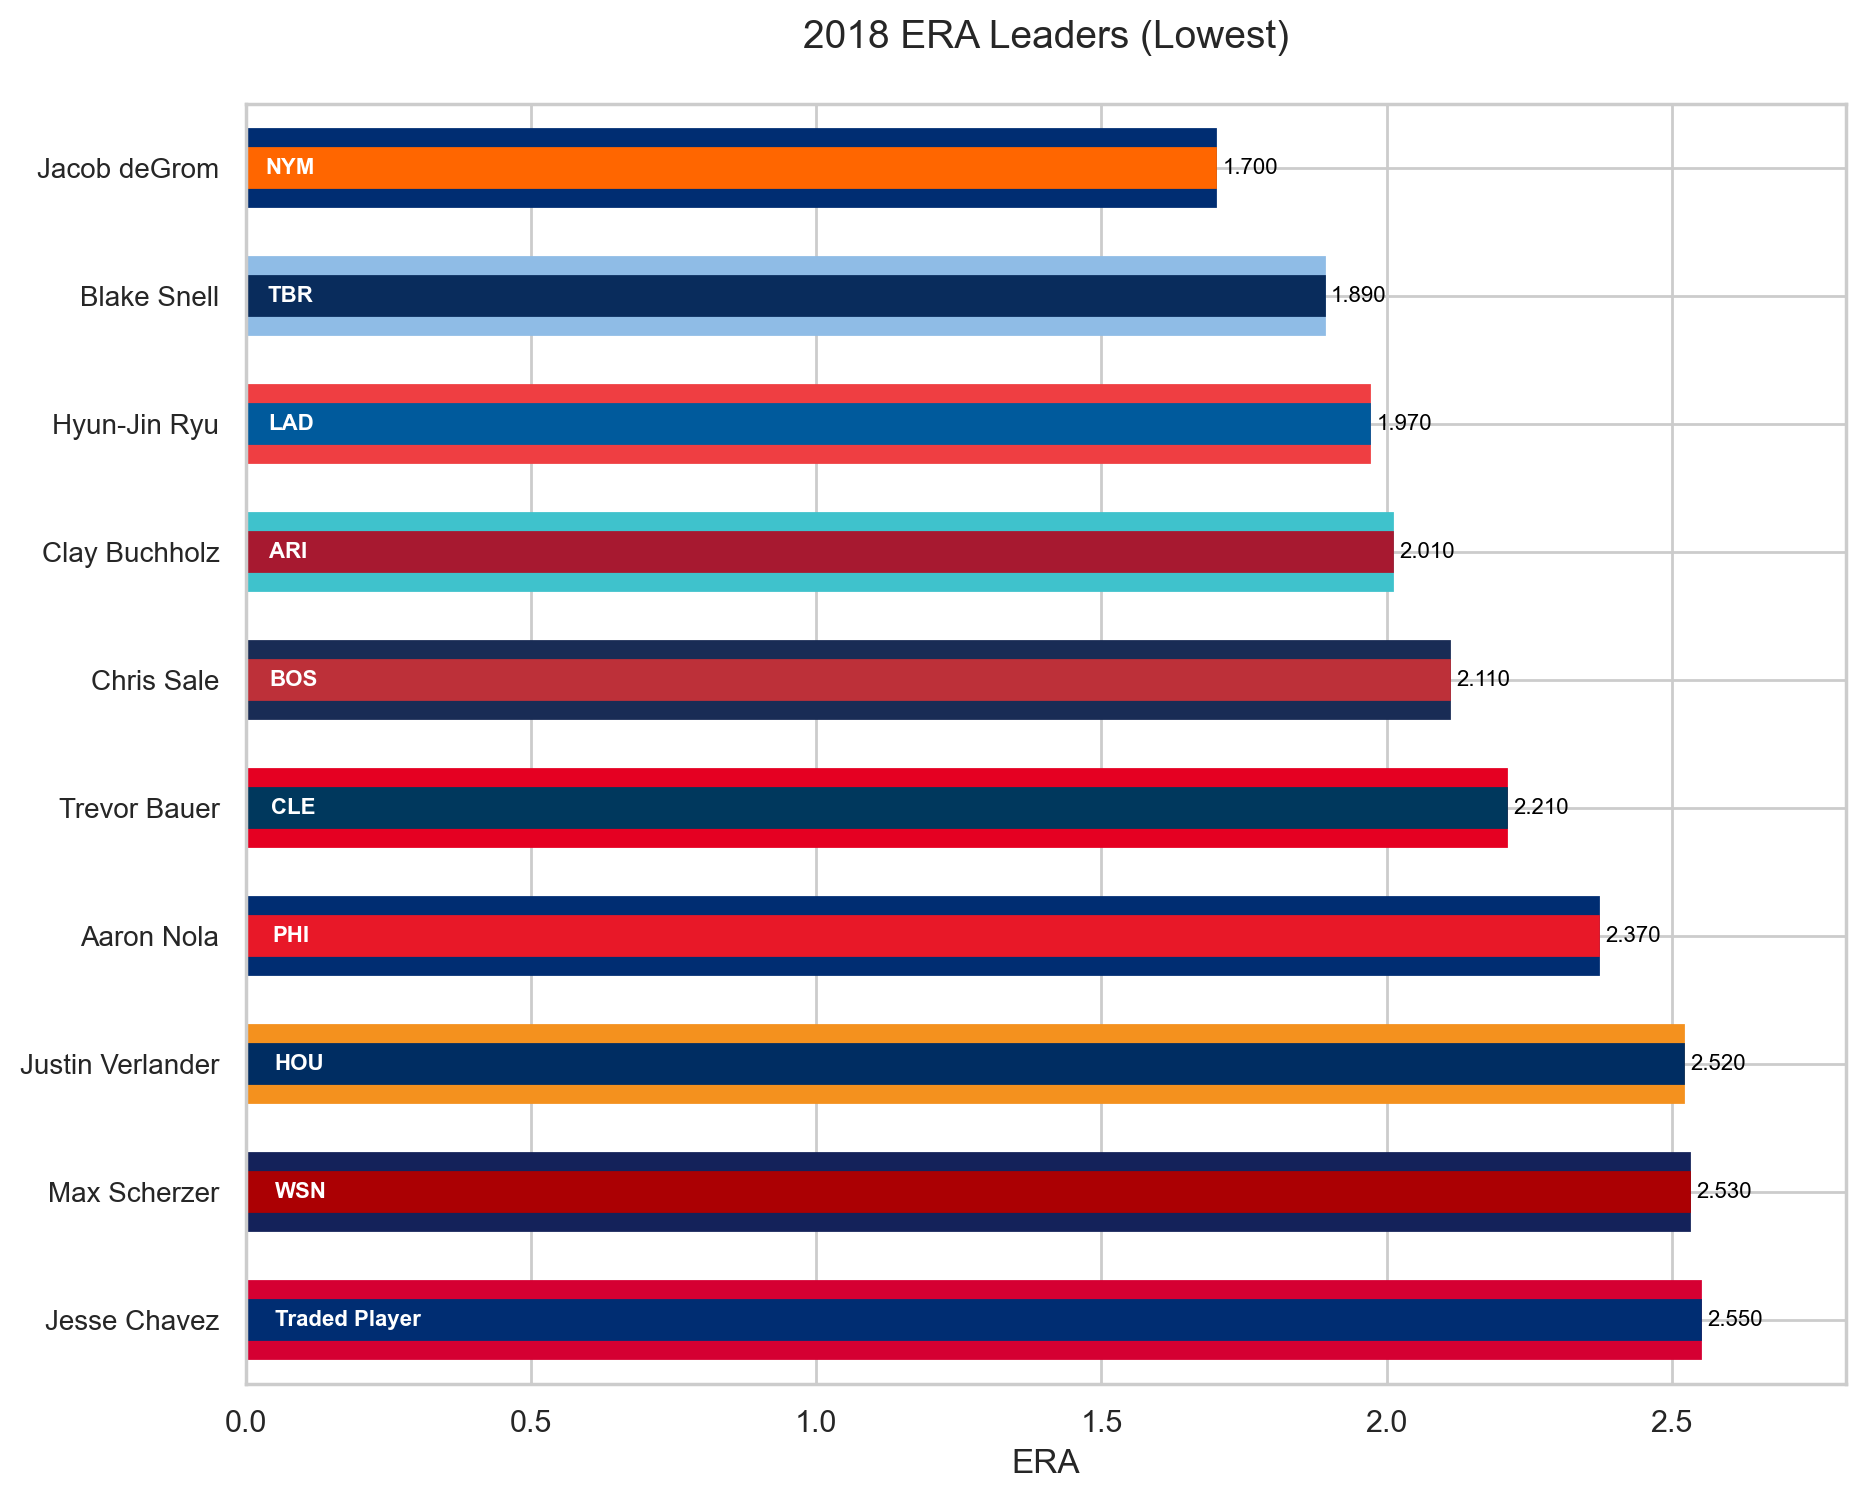 2018 ERA Leaders (Lowest)
Jacob deGrom NYM 1.700
Blake Snell TBR 1.890
Hyun-Jin Ryu LAD 1.970
Clay Buchholz ARI 2.010
Chris Sale BOS 2.110
Trevor Bauer CLE 2.210
Aaron Nola PHI 2.370
Justin Verlander HOU 2.520
Max Scherzer WSN 2.530
Jesse Chavez Traded Player 2.550
0.0 0.5 1.0 1.5 2.0 2.5
ERA